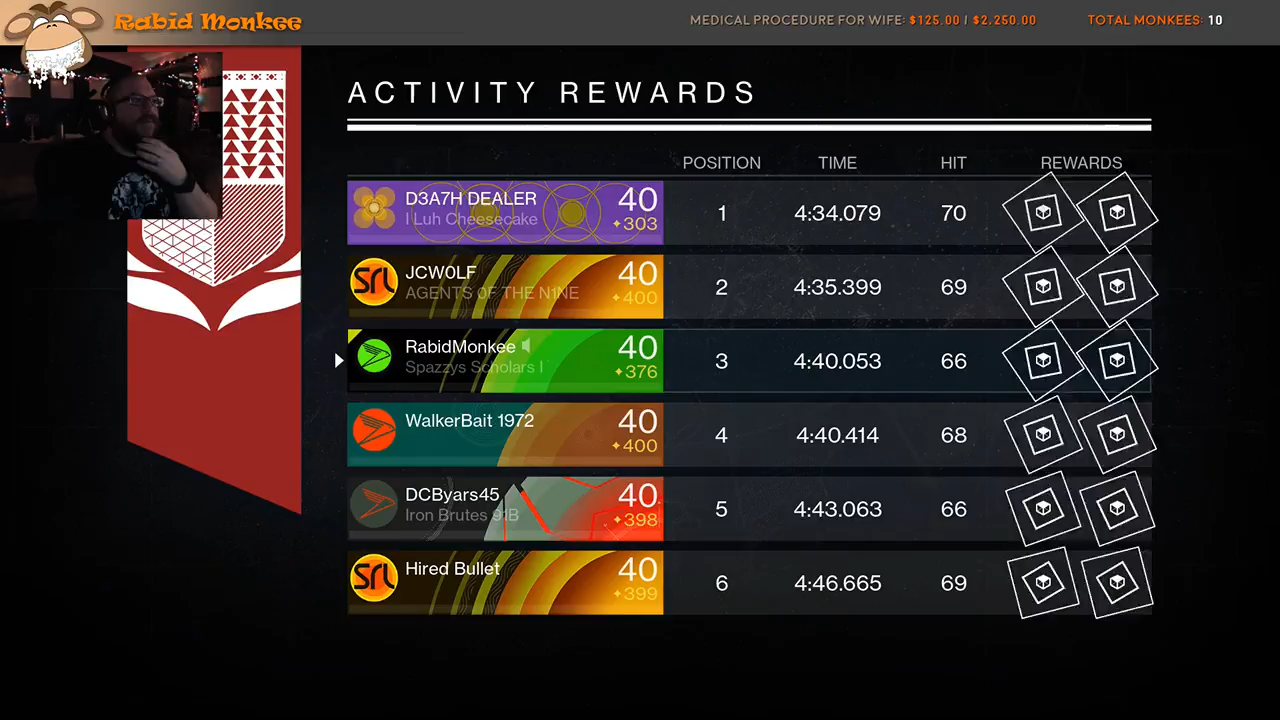 Rabid Monkee
MEDICAL PROCEDURE FOR WIFE: $125.00 | $2,250.00
TOTAL MONKEES: 10
ACTIVITY REWARDS
POSITION TIME HIT REWARDS
D3A7H DEALER 40 1 4:34.079 70
I Luh Cheesecake +303
SRL JCW0LF 40 2 4:35.399 69
AGENTS 0F THE N1NE +400
RabidMonkee 40 3 4:40.053 66
Spazzys Scholars I +376
WalkerBait 1972 40 4 4:40.414 68
+400
DCByars45 40 5 4:43.063 66
Iron Brutes 91B +398
SRL Hired Bullet 40 6 4:46.665 69
+399